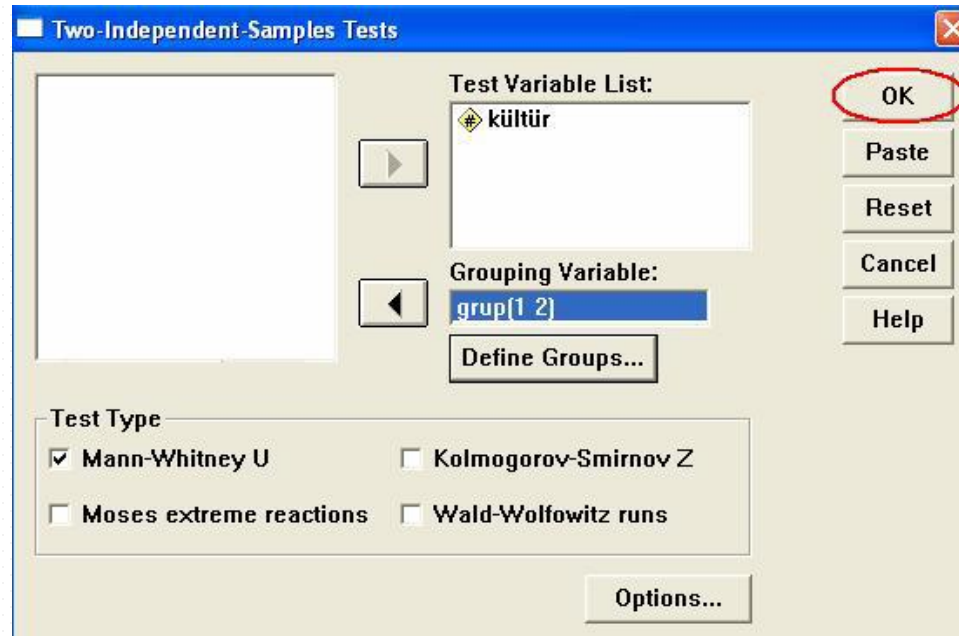 Two-Independent-Samples Tests
Test Variable List:
kültür
Grouping Variable:
grup(1 2)
Define Groups...
OK
Paste
Reset
Cancel
Help
Test Type
Mann-Whitney U
Kolmogorov-Smirnov Z
Moses extreme reactions
Wald-Wolfowitz runs
Options...